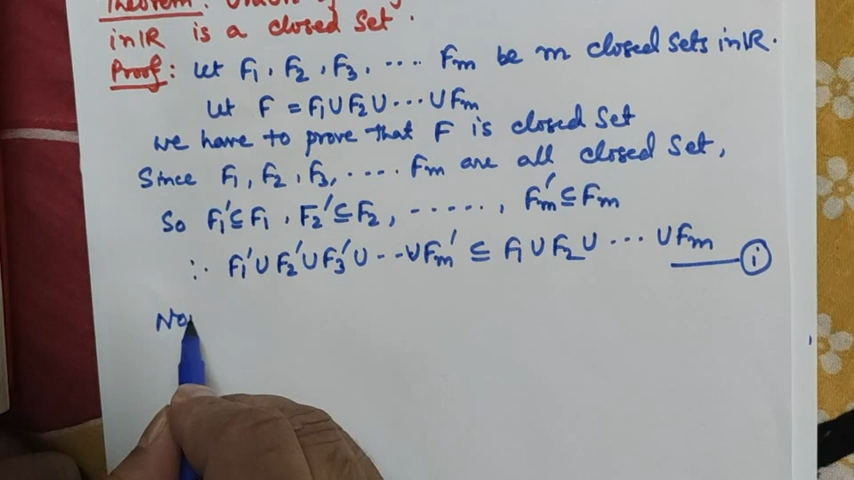 Theorem:
in IR is a closed set.
Proof: Let F₁, F₂, F₃, .... Fm be m closed sets in IR.
Let F = F₁∪F₂∪...∪Fm
we have to prove that F is closed set
Since F₁, F₂, F₃, .... Fm are all closed set,
So F₁'⊆F₁, F₂'⊆F₂, ......, Fm'⊆Fm
∴ F₁'∪F₂'∪F₃'∪...∪Fm' ⊆ F₁∪F₂∪...∪Fm —— (i)
No